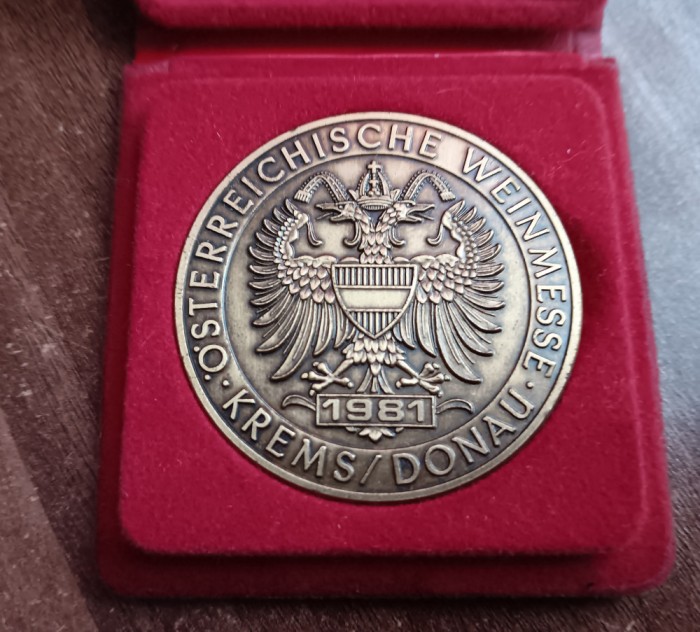 ÖSTERREICHISCHE WEINMESSE
· KREMS/DONAU ·
1981